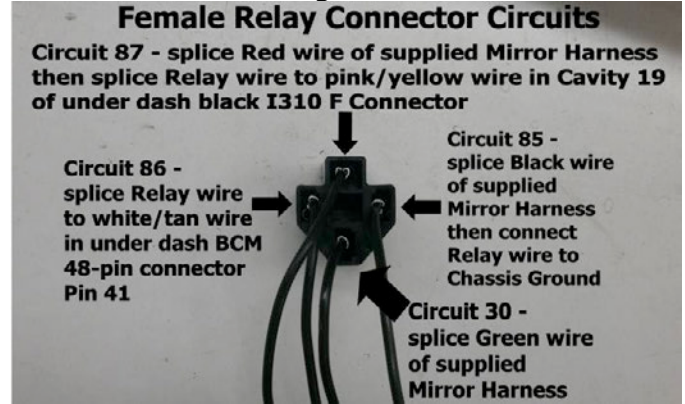 Female Relay Connector Circuits
Circuit 87 - splice Red wire of supplied Mirror Harness
then splice Relay wire to pink/yellow wire in Cavity 19
of under dash black I310 F Connector
Circuit 86 -
splice Relay wire
to white/tan wire
in under dash BCM
48-pin connector
Pin 41
Circuit 85 -
splice Black wire
of supplied
Mirror Harness
then connect
Relay wire to
Chassis Ground
Circuit 30 -
splice Green wire
of supplied
Mirror Harness